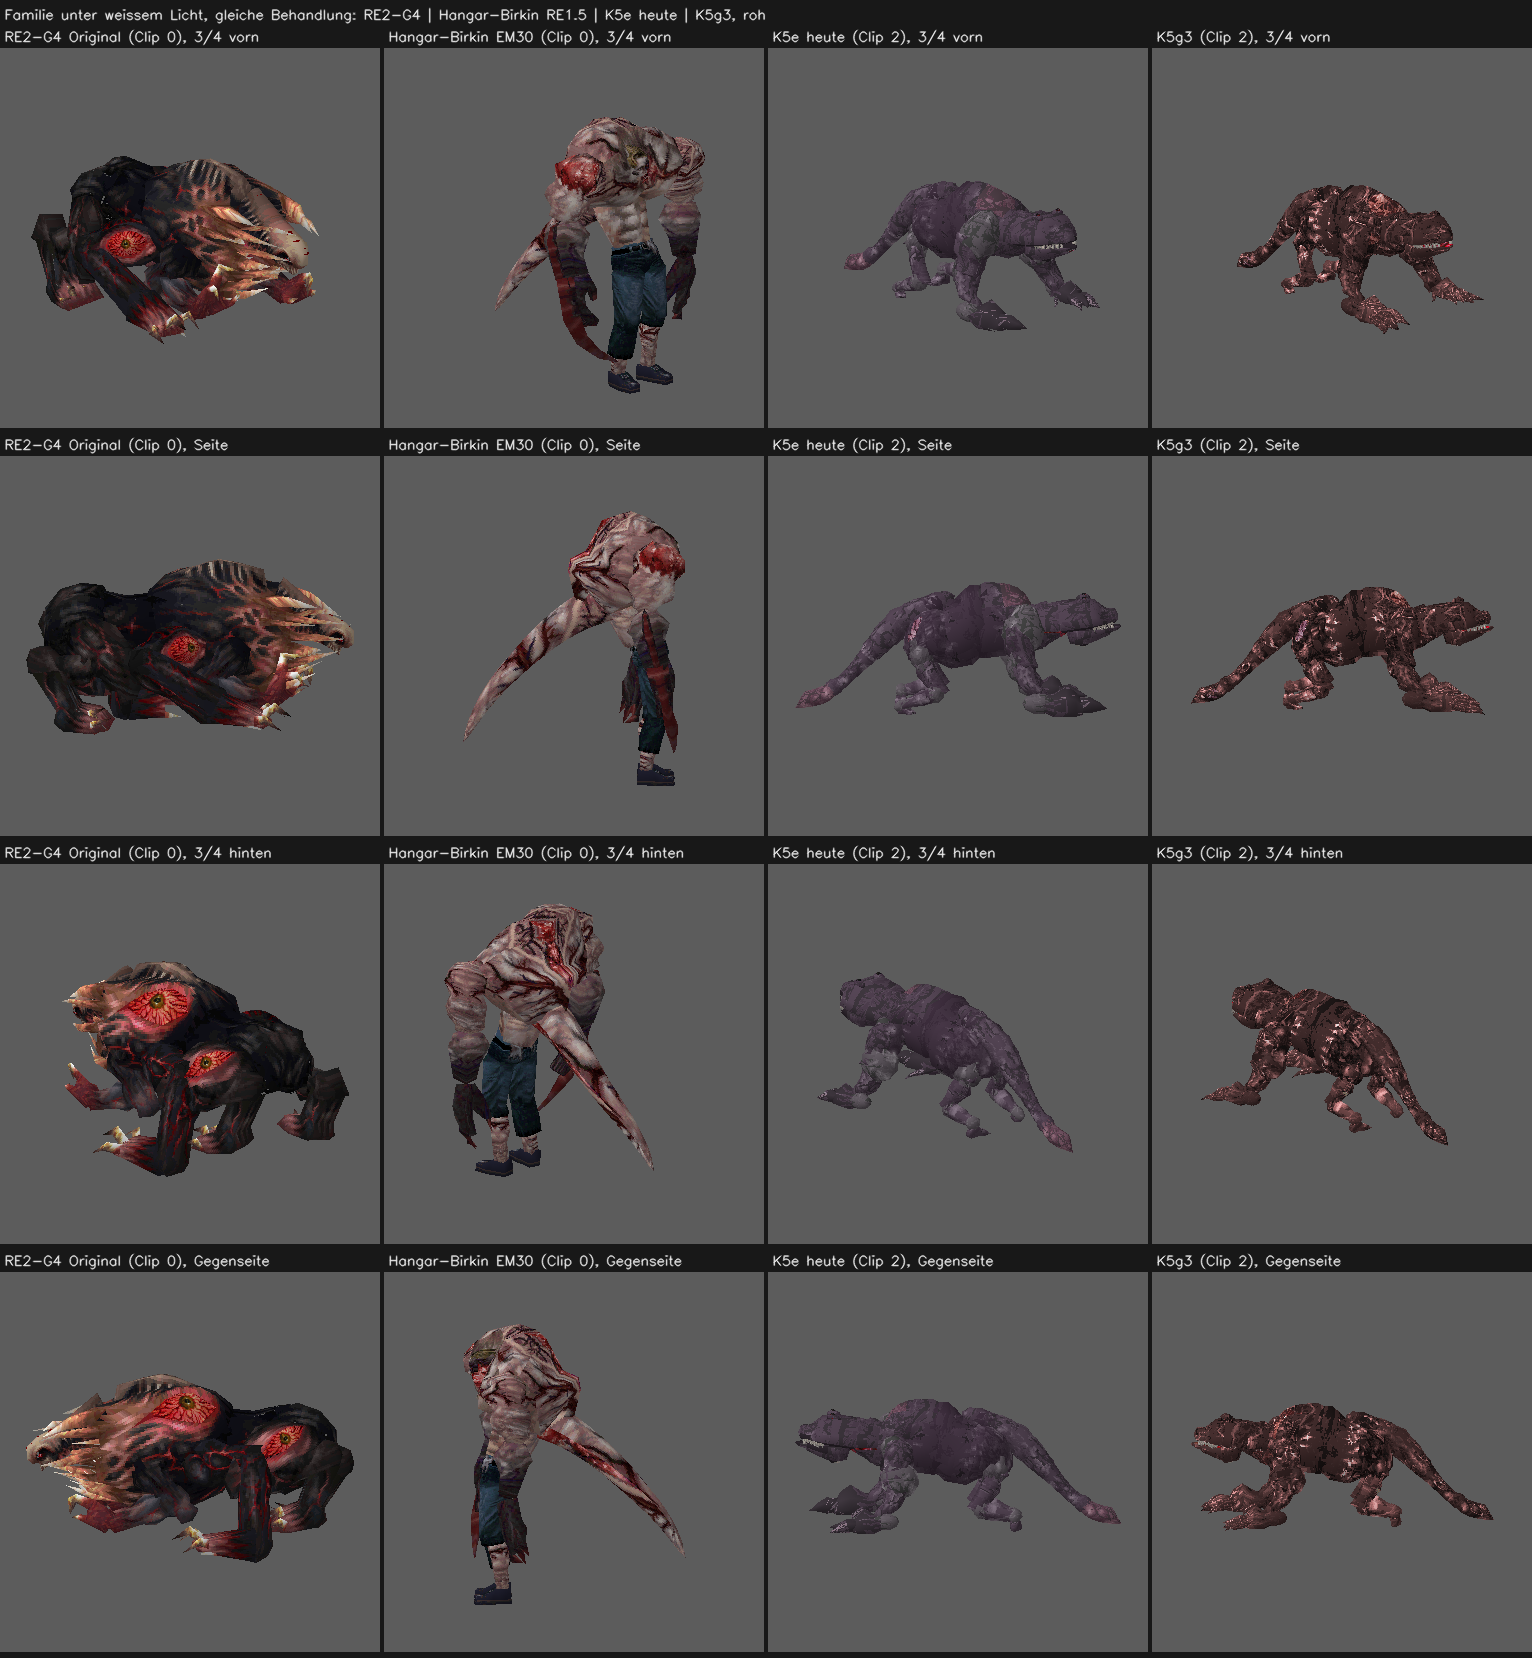 Familie unter weissem Licht, gleiche Behandlung: RE2-G4 | Hangar-Birkin RE1.5 | K5e heute | K5g3, roh
RE2-G4 Original (Clip 0), 3/4 vorn
Hangar-Birkin EM30 (Clip 0), 3/4 vorn
K5e heute (Clip 2), 3/4 vorn
K5g3 (Clip 2), 3/4 vorn
RE2-G4 Original (Clip 0), Seite
Hangar-Birkin EM30 (Clip 0), Seite
K5e heute (Clip 2), Seite
K5g3 (Clip 2), Seite
RE2-G4 Original (Clip 0), 3/4 hinten
Hangar-Birkin EM30 (Clip 0), 3/4 hinten
K5e heute (Clip 2), 3/4 hinten
K5g3 (Clip 2), 3/4 hinten
RE2-G4 Original (Clip 0), Gegenseite
Hangar-Birkin EM30 (Clip 0), Gegenseite
K5e heute (Clip 2), Gegenseite
K5g3 (Clip 2), Gegenseite